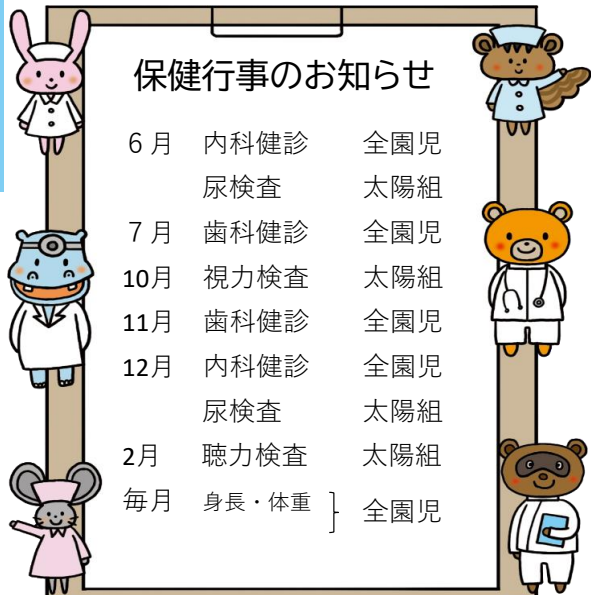 保健行事のお知らせ
6月 内科健診 全園児
尿検査 太陽組
7月 歯科健診 全園児
10月 視力検査 太陽組
11月 歯科健診 全園児
12月 内科健診 全園児
尿検査 太陽組
2月 聴力検査 太陽組
毎月 身長・体重 } 全園児